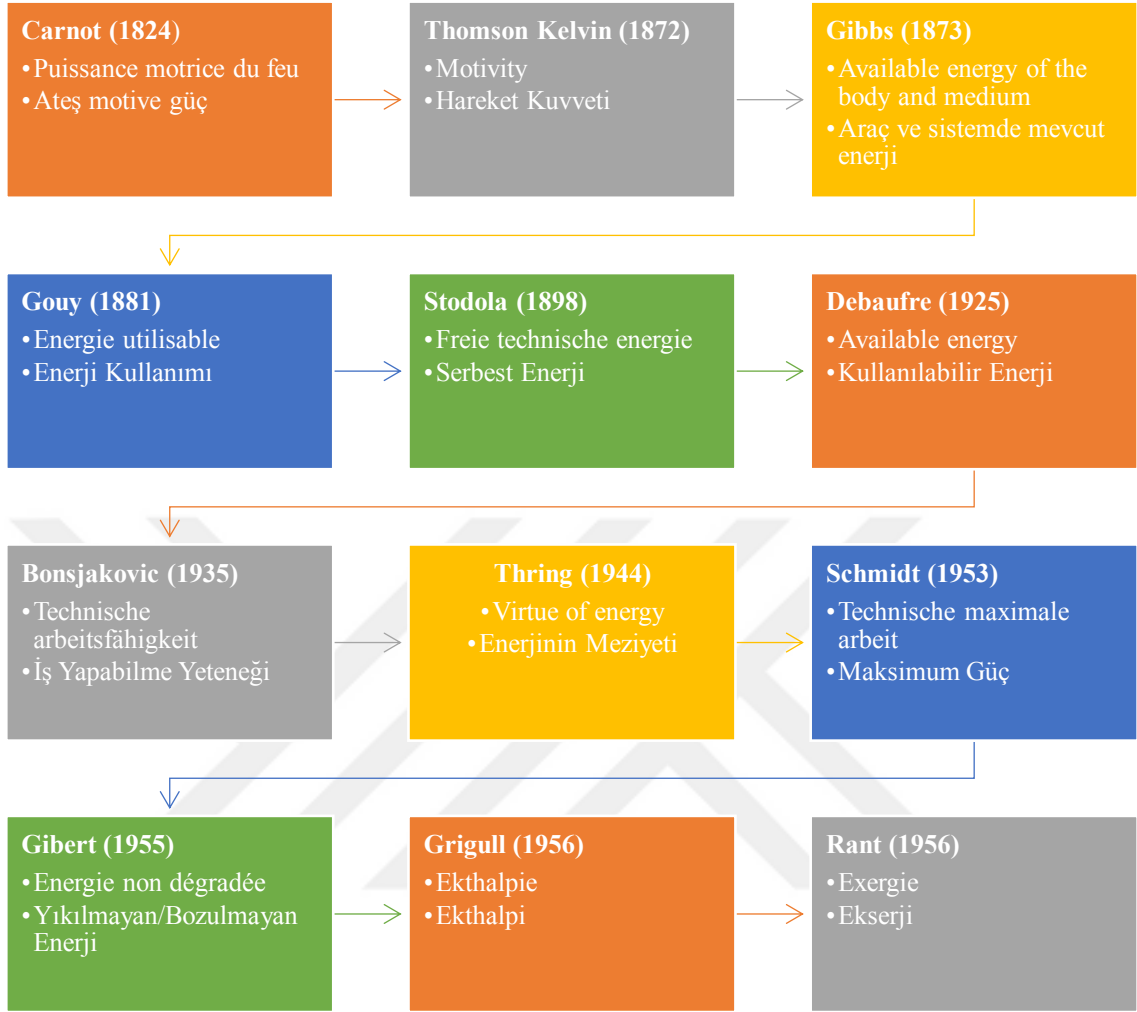 Carnot (1824)
•Puissance motrice du feu
•Ateş motive güç
Thomson Kelvin (1872)
•Motivity
•Hareket Kuvveti
Gibbs (1873)
•Available energy of the
body and medium
•Araç ve sistemde mevcut
enerji
Gouy (1881)
•Energie utilisable
•Enerji Kullanımı
Stodola (1898)
•Freie technische energie
•Serbest Enerji
Debaufre (1925)
•Available energy
•Kullanılabilir Enerji
Bonsjakovic (1935)
•Technische
arbeitsfähigkeit
•İş Yapabilme Yeteneği
Thring (1944)
•Virtue of energy
•Enerjinin Meziyeti
Schmidt (1953)
•Technische maximale
arbeit
•Maksimum Güç
Gibert (1955)
•Energie non dégradée
•Yıkılmayan/Bozulmayan
Enerji
Grigull (1956)
•Ekthalpie
•Ekthalpi
Rant (1956)
•Exergie
•Ekserji